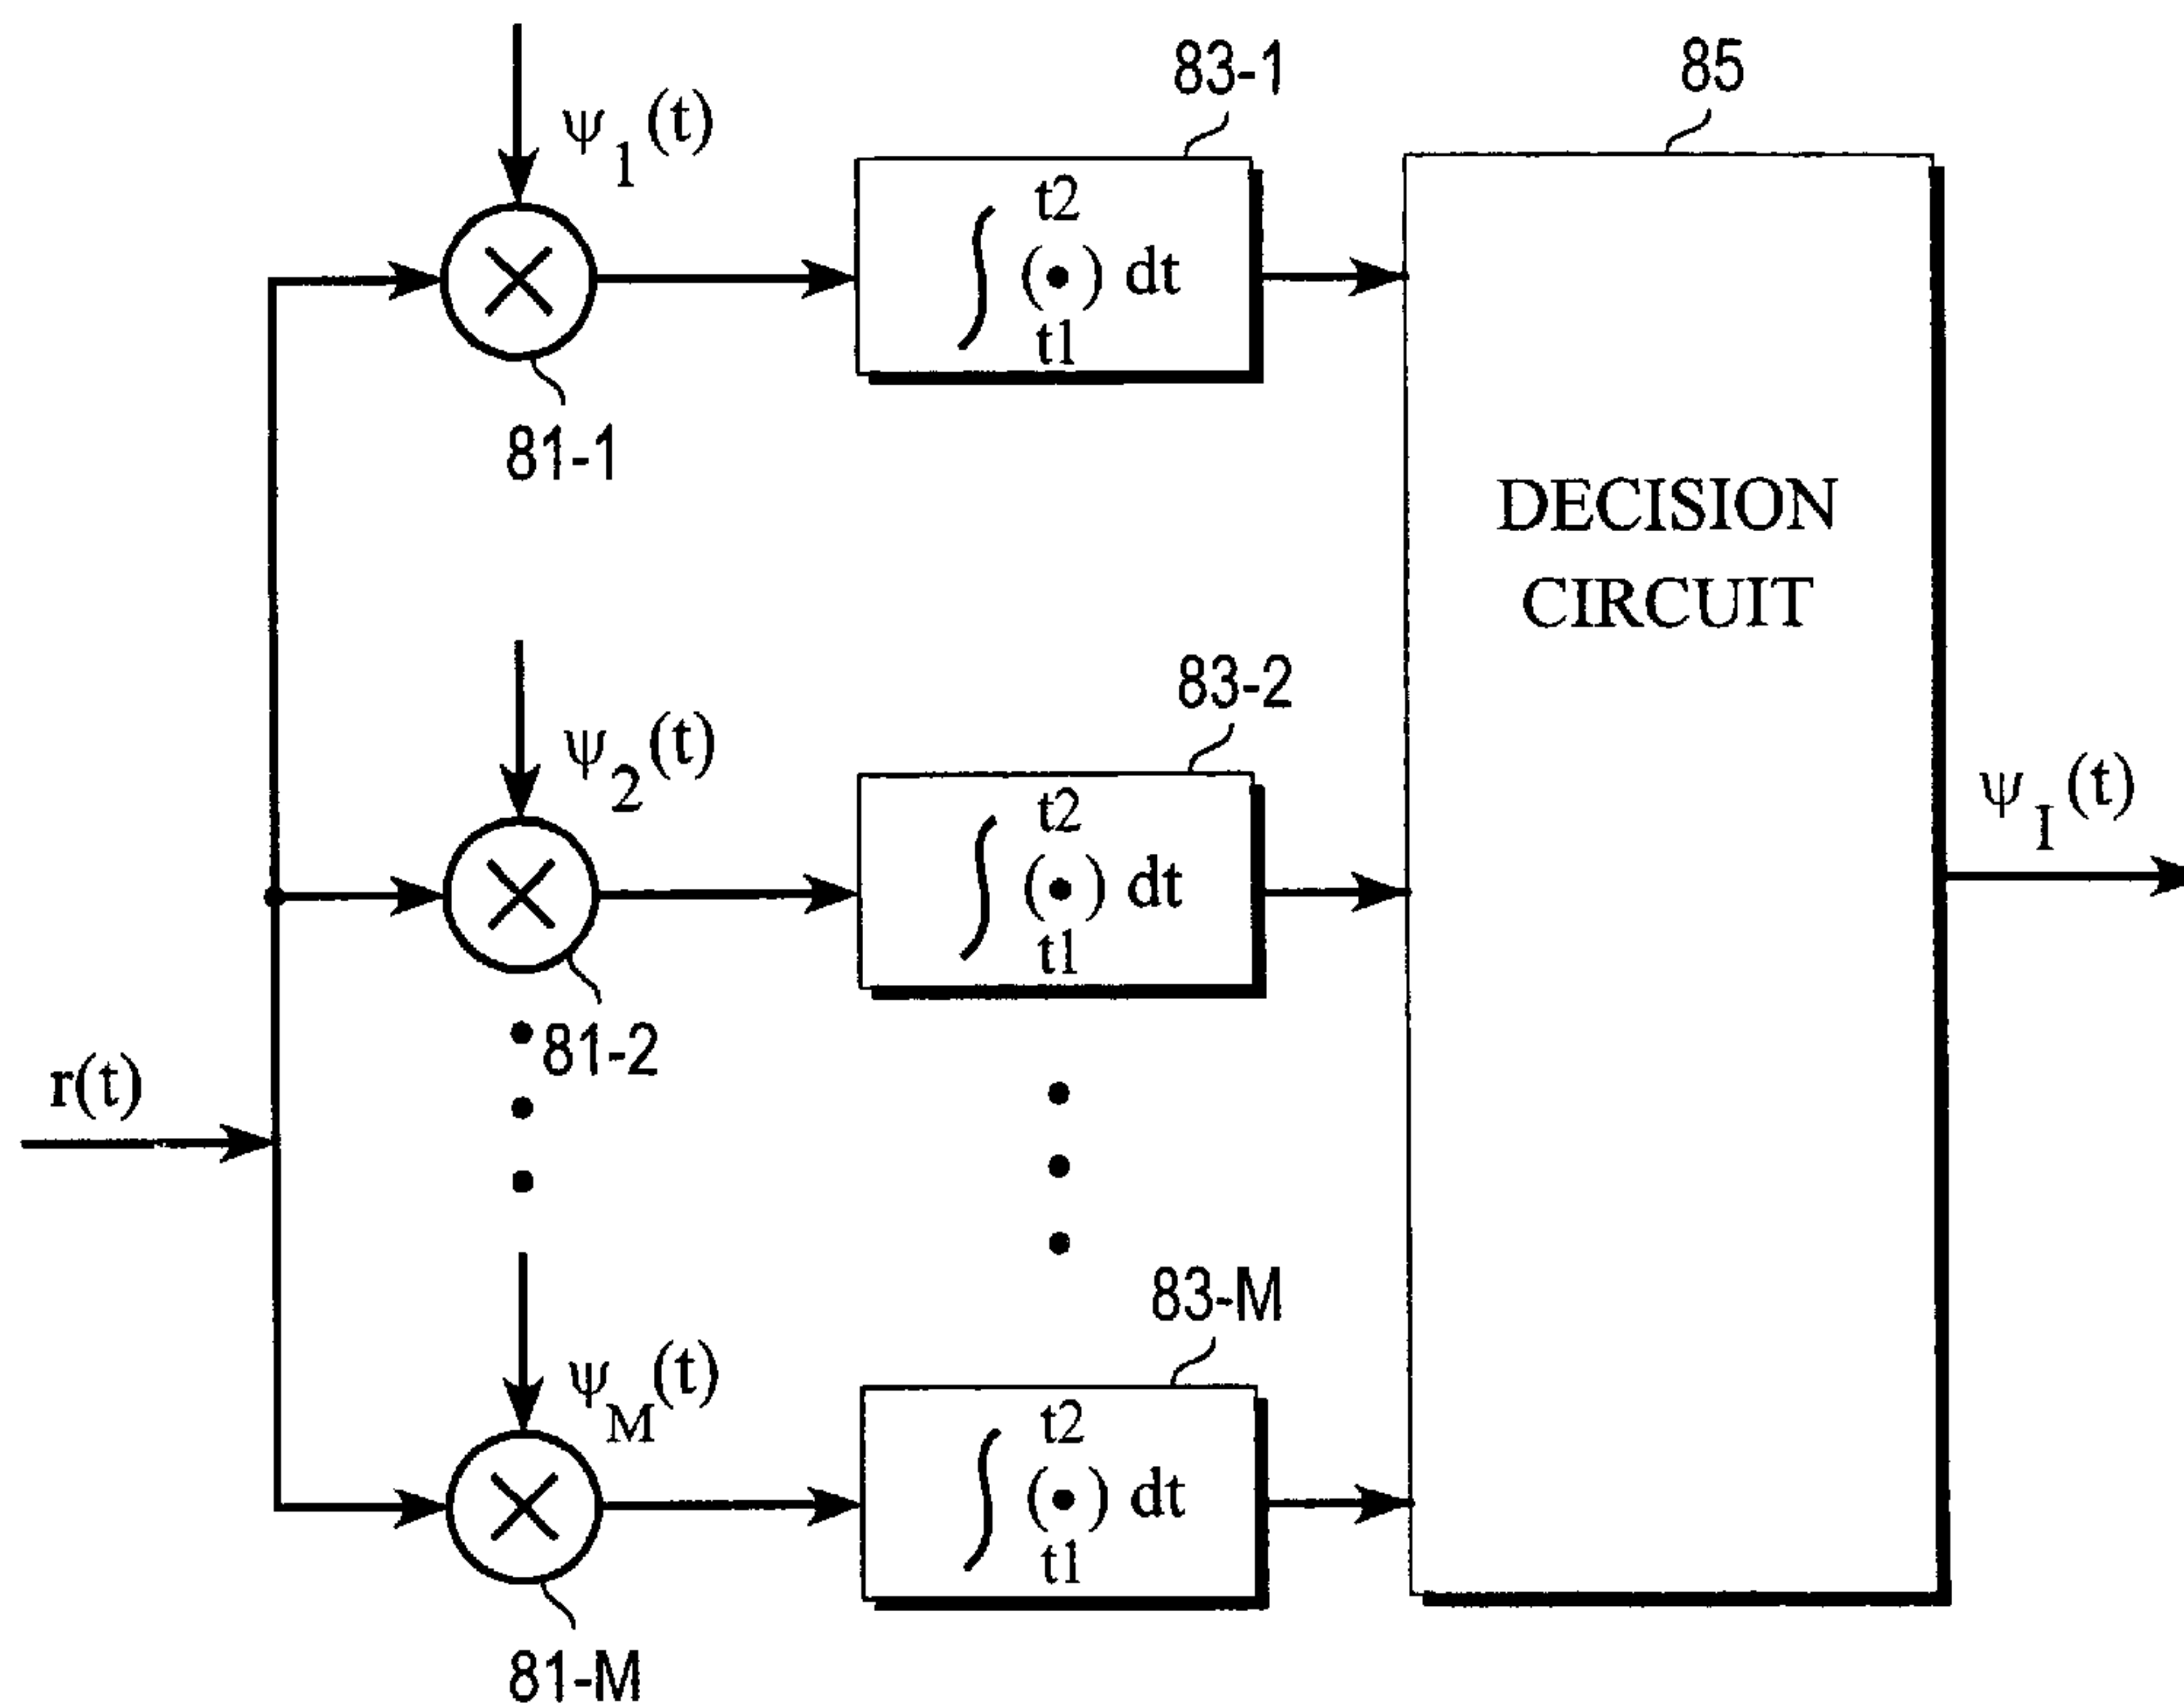 83-1
85
ψ1(t)
t2
∫ (•) dt
t1
81-1
DECISION
CIRCUIT
83-2
ψ2(t)
t2
∫ (•) dt
t1
ψI(t)
81-2
r(t)
83-M
ψM(t)
t2
∫ (•) dt
t1
81-M